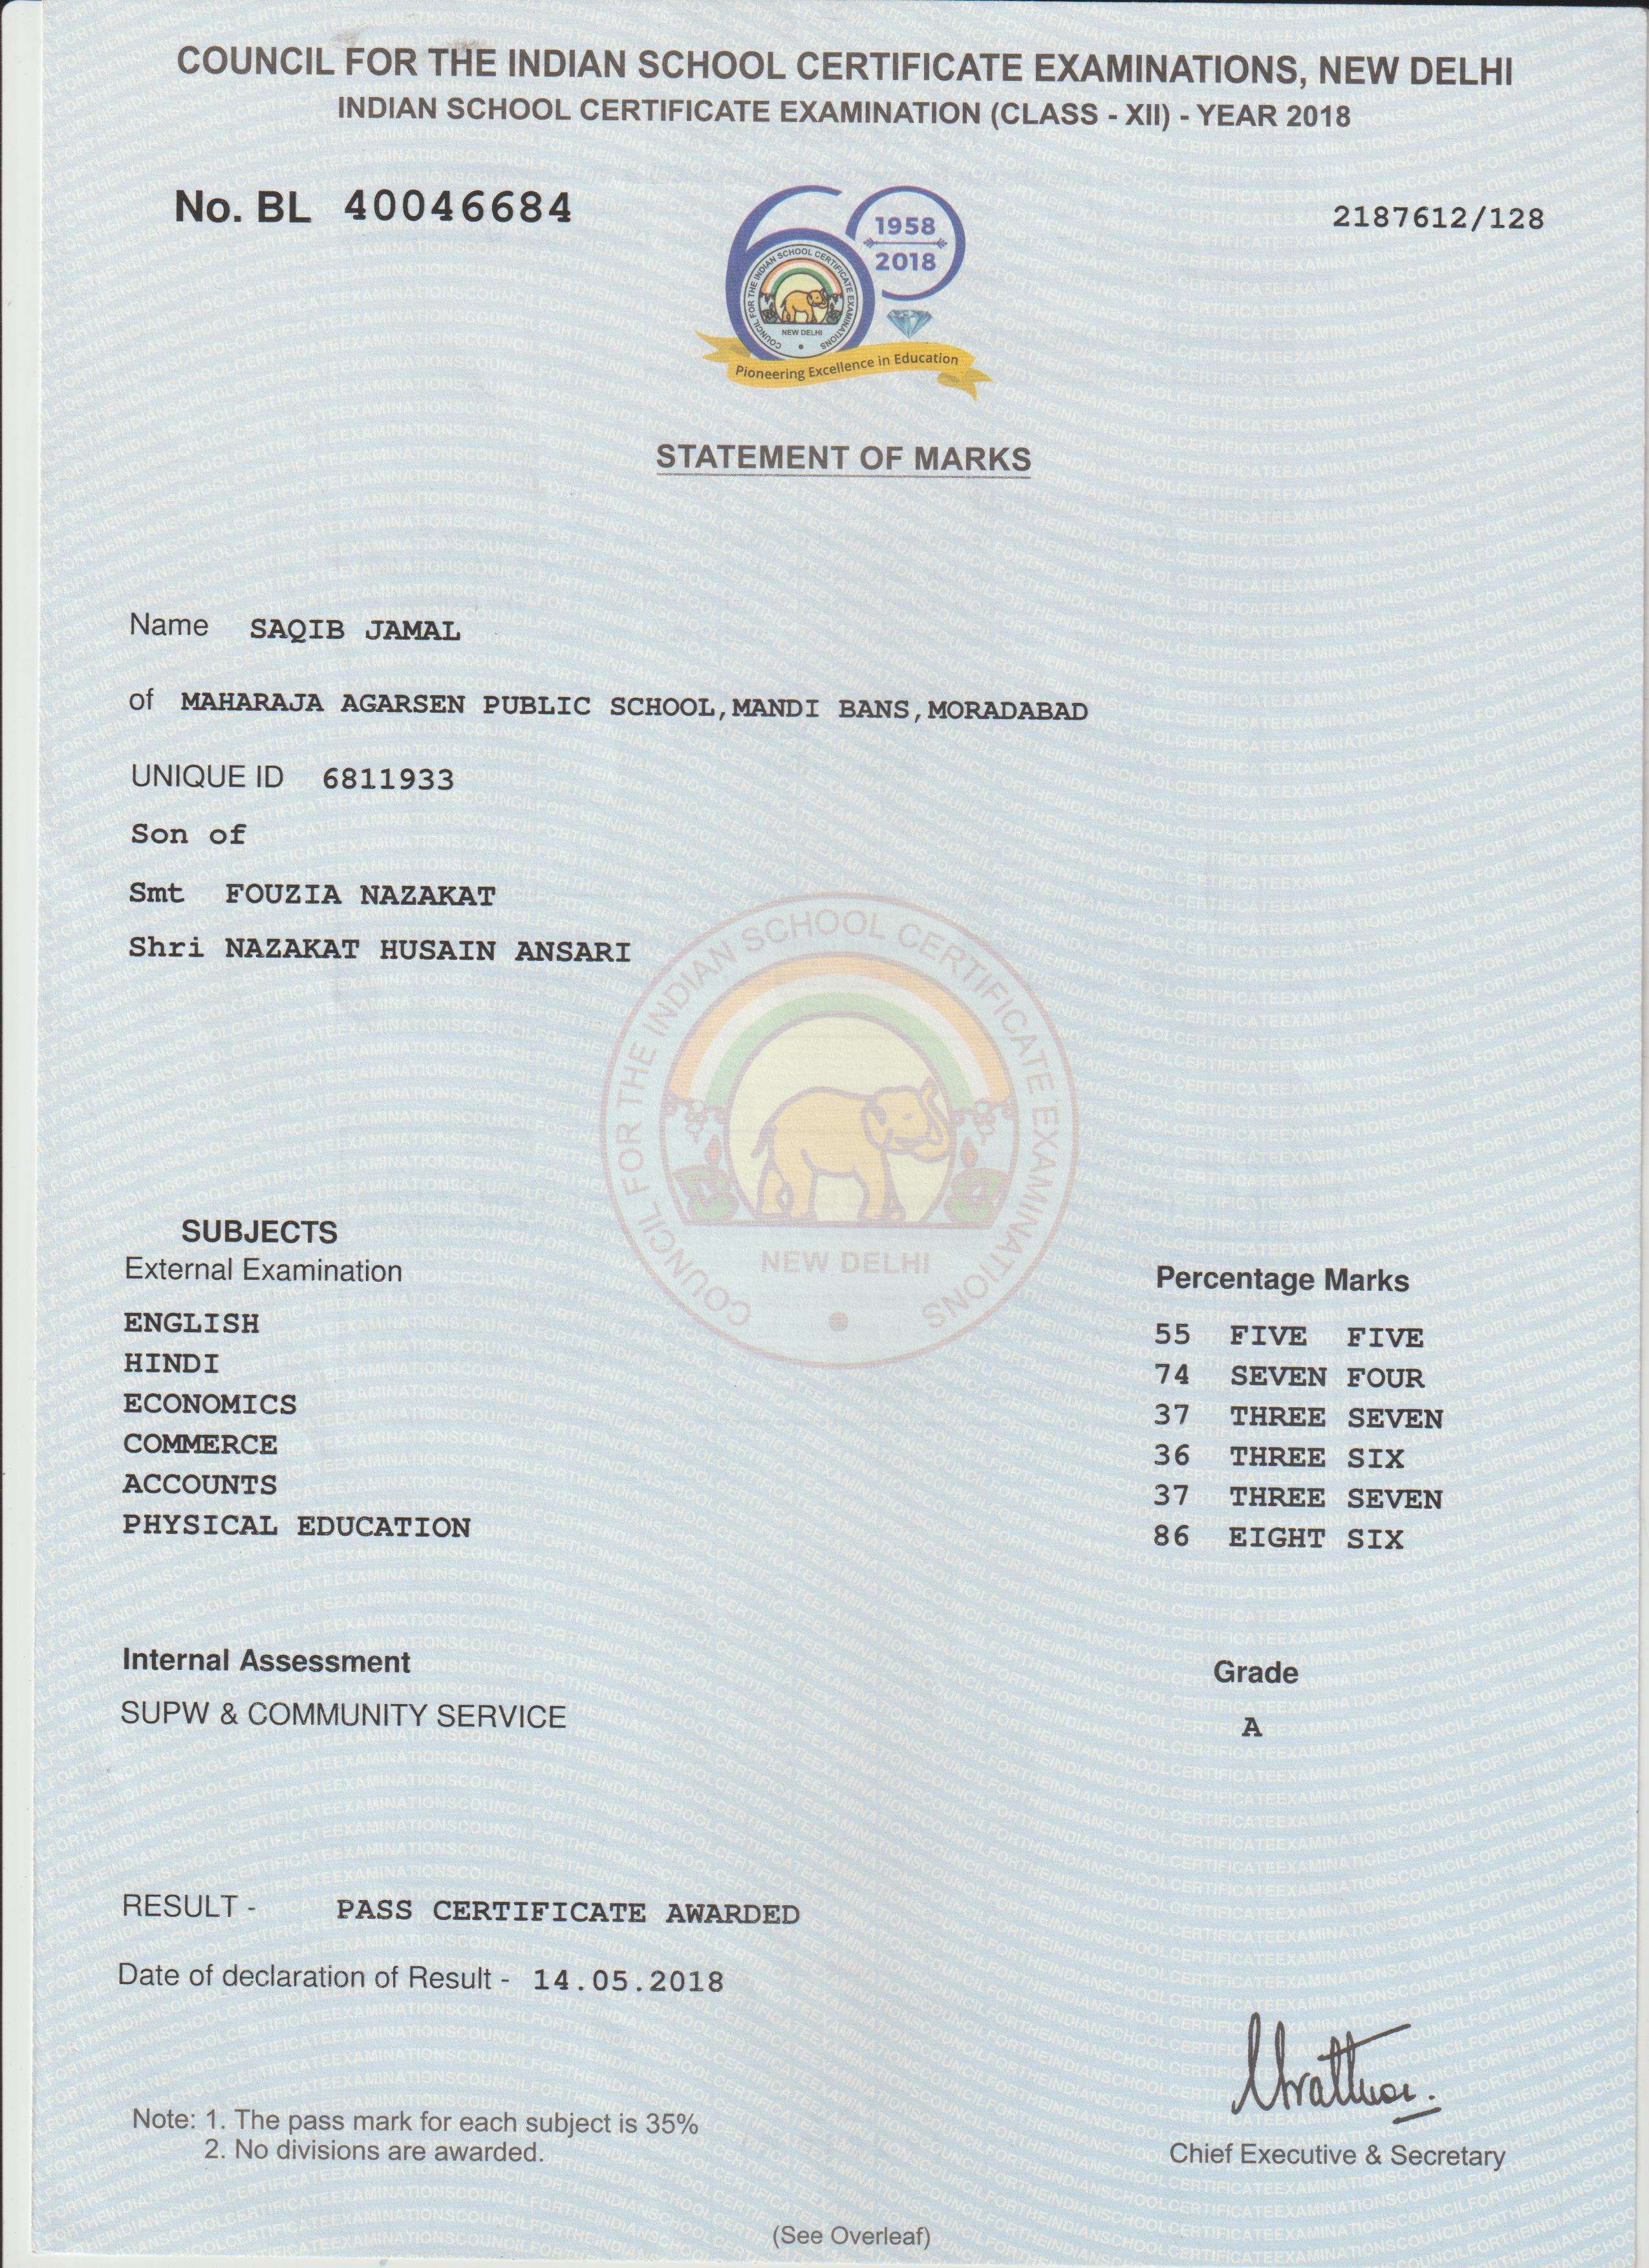 COUNCIL FOR THE INDIAN SCHOOL CERTIFICATE EXAMINATIONS, NEW DELHI
INDIAN SCHOOL CERTIFICATE EXAMINATION (CLASS - XII) - YEAR 2018
No. BL 40046684
2187612/128
1958
2018
COUNCIL FOR THE INDIAN SCHOOL CERTIFICATE EXAMINATIONS
NEW DELHI
Pioneering Excellence in Education
STATEMENT OF MARKS
Name SAQIB JAMAL
of MAHARAJA AGARSEN PUBLIC SCHOOL,MANDI BANS,MORADABAD
UNIQUE ID 6811933
Son of
Smt FOUZIA NAZAKAT
Shri NAZAKAT HUSAIN ANSARI
COUNCIL FOR THE INDIAN SCHOOL CERTIFICATE EXAMINATIONS
NEW DELHI
SUBJECTS
External Examination Percentage Marks
ENGLISH 55 FIVE FIVE
HINDI 74 SEVEN FOUR
ECONOMICS 37 THREE SEVEN
COMMERCE 36 THREE SIX
ACCOUNTS 37 THREE SEVEN
PHYSICAL EDUCATION 86 EIGHT SIX
Internal Assessment Grade
SUPW & COMMUNITY SERVICE A
RESULT - PASS CERTIFICATE AWARDED
Date of declaration of Result - 14.05.2018
Note: 1. The pass mark for each subject is 35%
2. No divisions are awarded.
Chief Executive & Secretary
(See Overleaf)